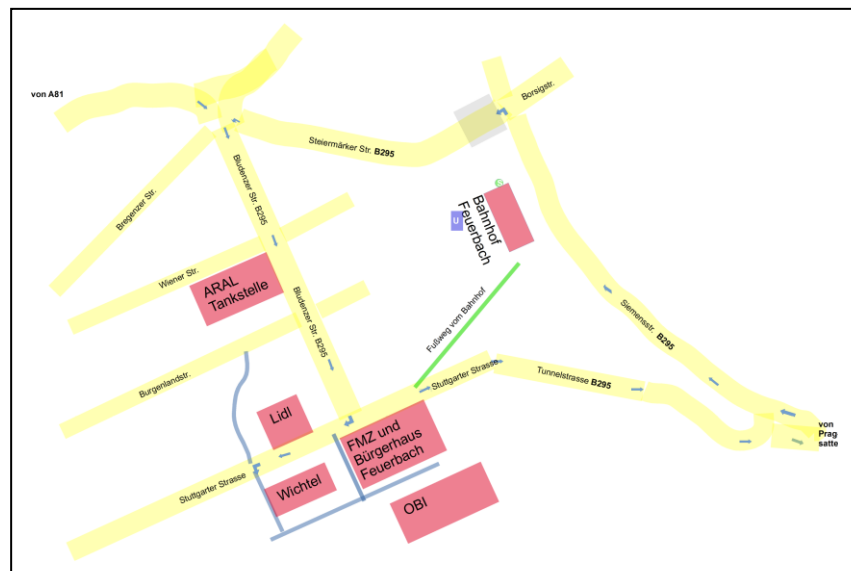 von A81
Borsigstr.
Steiermärker Str. B295
Bregenzer Str.
Bludenzer Str. B295
U
S
Bahnhof
Feuerbach
Wiener Str.
ARAL
Tankstelle
Bludenzer Str. B295
Fußweg vom Bahnhof
Siemensstr. B295
Burgenlandstr.
Stuttgarter Strasse
Tunnelstrasse B295
Lidl
FMZ und
Bürgerhaus
Feuerbach
von
Prag
satte
Stuttgarter Strasse
Wichtel
OBI